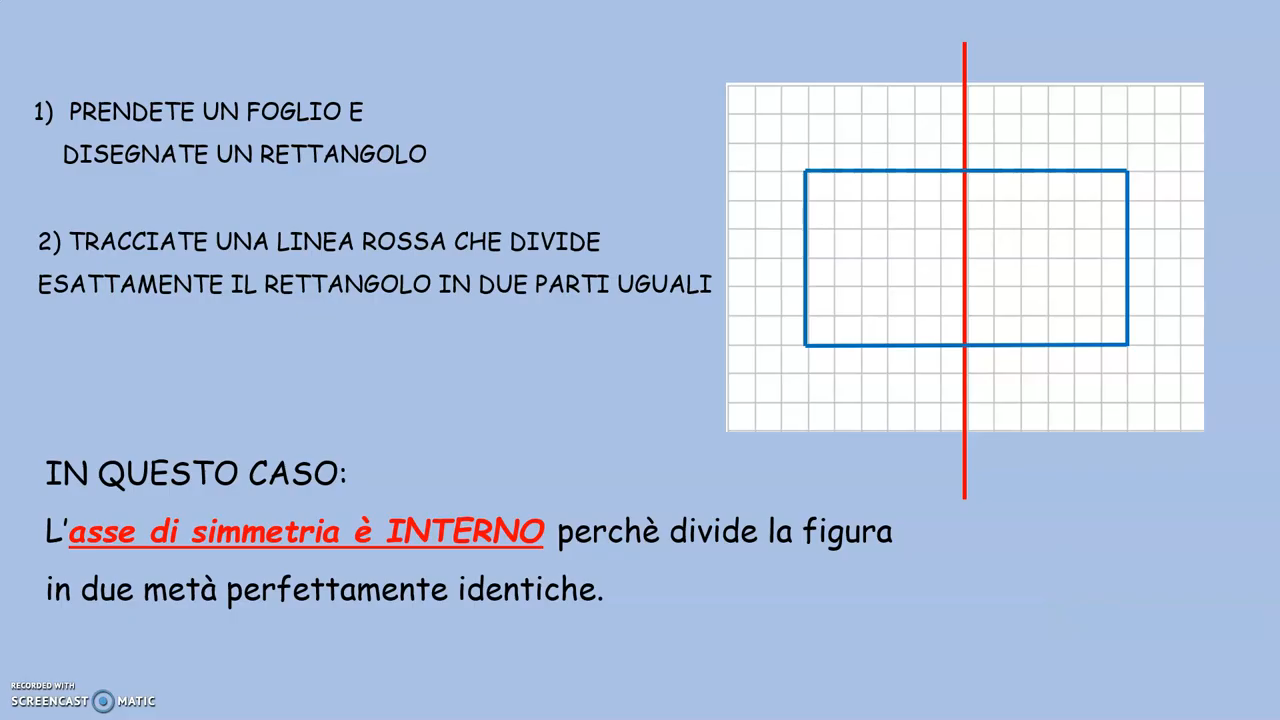 1) PRENDETE UN FOGLIO E
DISEGNATE UN RETTANGOLO
2) TRACCIATE UNA LINEA ROSSA CHE DIVIDE
ESATTAMENTE IL RETTANGOLO IN DUE PARTI UGUALI
IN QUESTO CASO:
L'asse di simmetria è INTERNO perchè divide la figura
in due metà perfettamente identiche.
RECORDED WITH
SCREENCAST MATIC